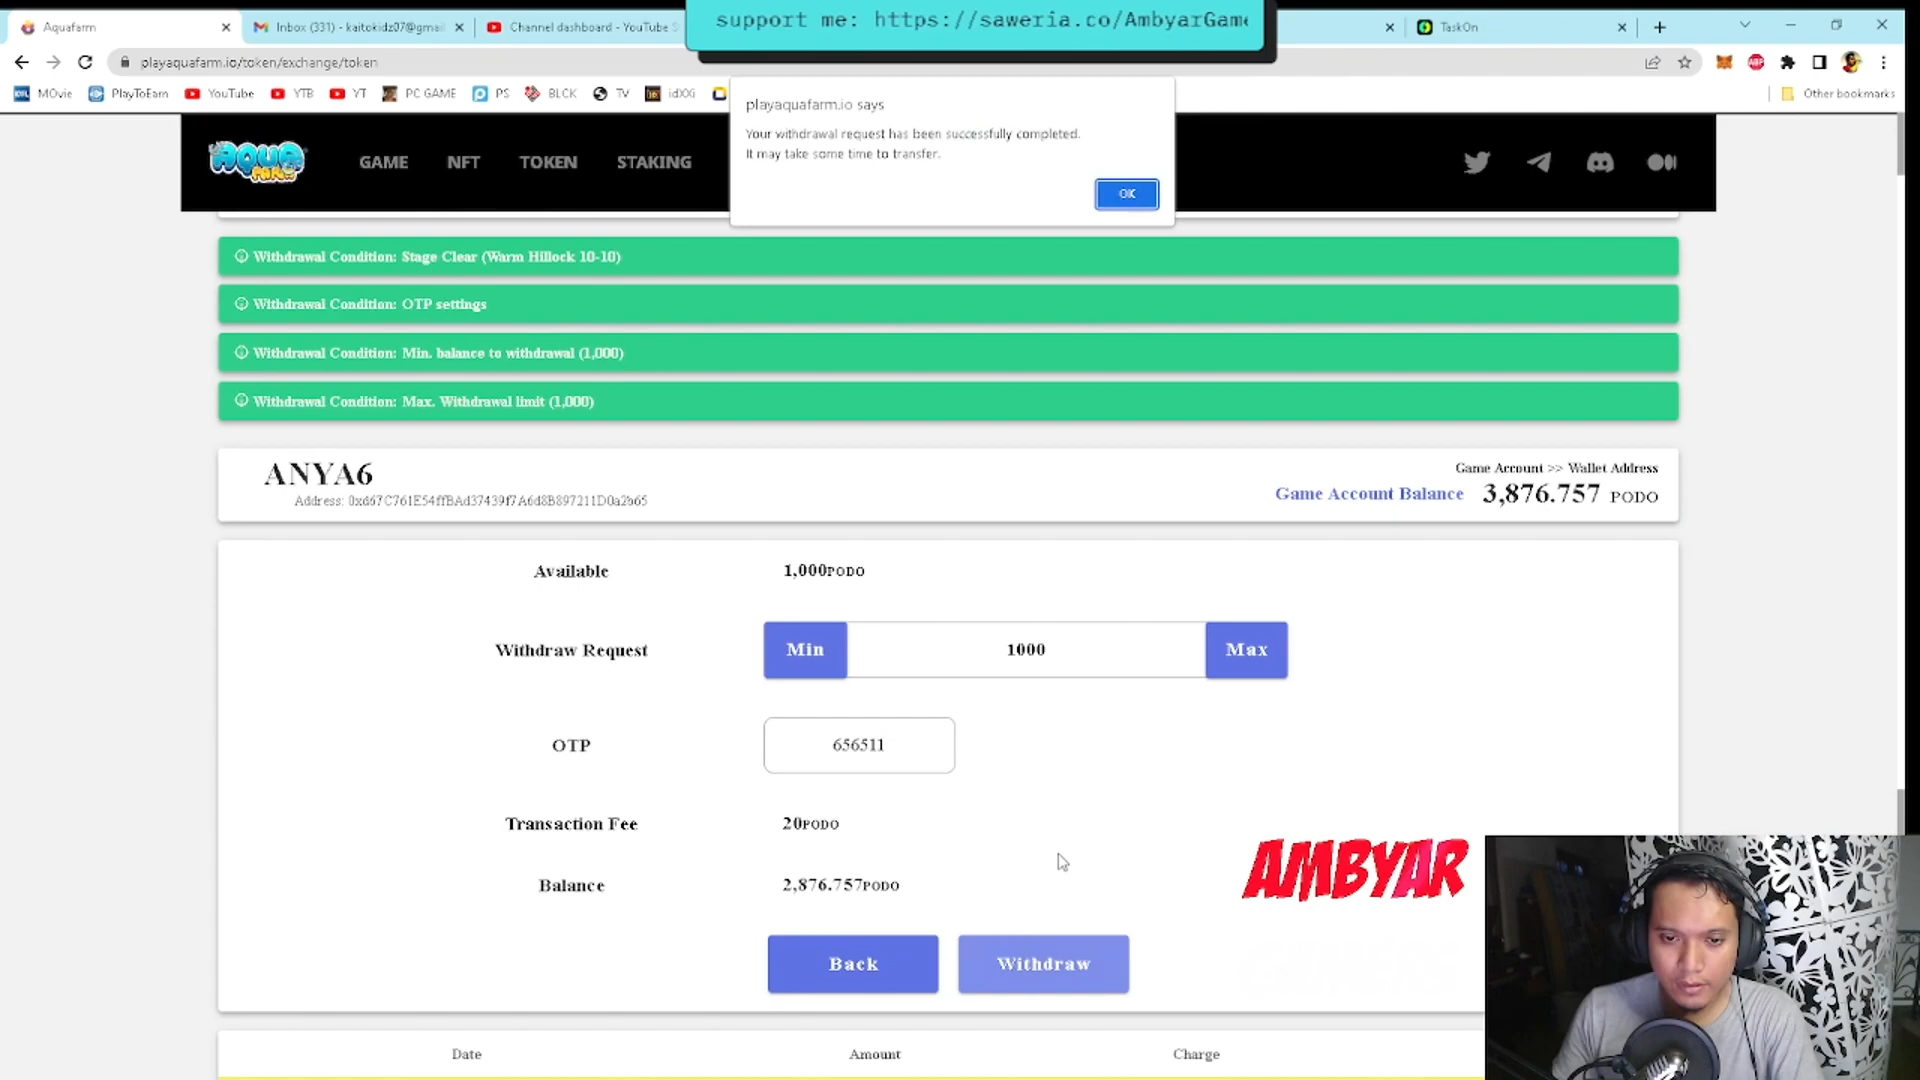 support me: https://saweria.co/AmbyarGame
Aquafarm
Inbox (331) - kaitokidz07@gmail
Channel dashboard - YouTube S
TaskOn
playaquafarm.io/token/exchange/token
MOvie
PlayToEarn
YouTube
YTB
YT
PC GAME
PS
BLCK
TV
idXXi
Other bookmarks
playaquafarm.io says
Your withdrawal request has been successfully completed.
It may take some time to transfer.
OK
AQUA FARM
GAME
NFT
TOKEN
STAKING
Withdrawal Condition: Stage Clear (Warm Hillock 10-10)
Withdrawal Condition: OTP settings
Withdrawal Condition: Min. balance to withdrawal (1,000)
Withdrawal Condition: Max. Withdrawal limit (1,000)
ANYA6
Address: 0xd67C761E54ffBAd37439f7A6d8B897211D0a2b65
Game Account >> Wallet Address
Game Account Balance 3,876.757 PODO
Available 1,000PODO
Withdraw Request Min 1000 Max
OTP 656511
Transaction Fee 20PODO
Balance 2,876.757PODO
AMBYAR
Back Withdraw
Date Amount Charge